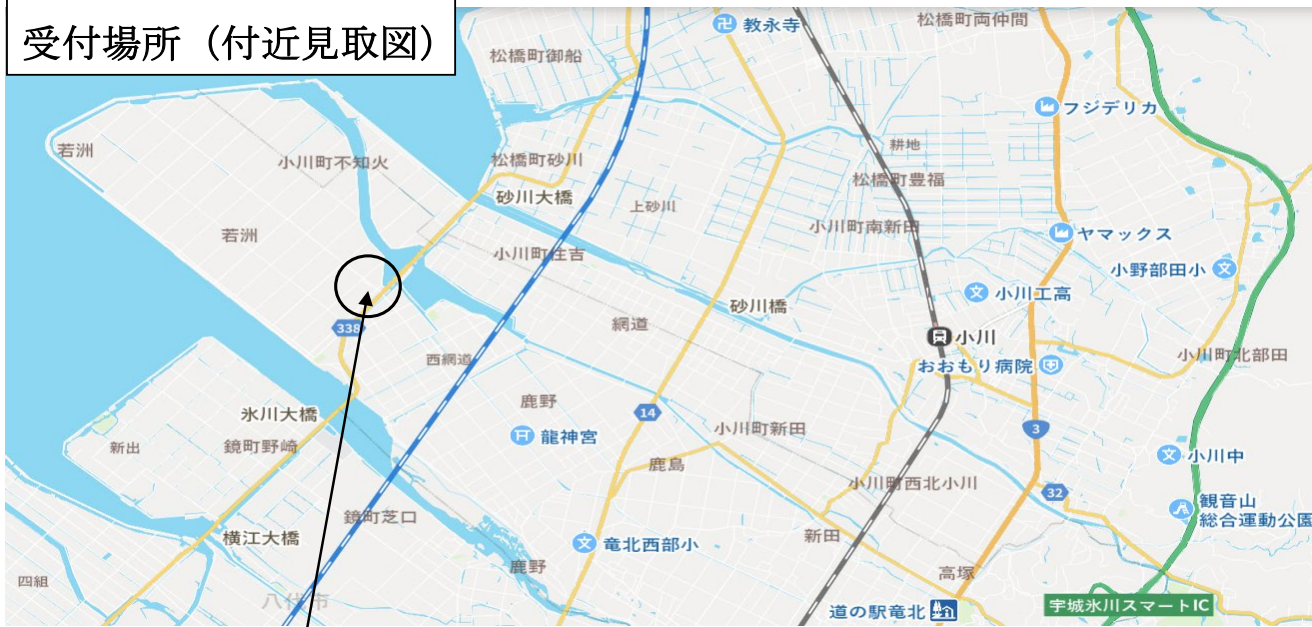 受付場所（付近見取図）
教永寺
松橋町両仲間
松橋町御船
フジデリカ
若洲
小川町不知火
松橋町砂川
耕地
松橋町豊福
砂川大橋
上砂川
小川町南新田
ヤマックス
若洲
小川町住吉
小野部田小
小川工高
砂川橋
網道
338
小川
西網道
小川町北部田
おおもり病院
氷川大橋
鹿野
14
新出
鏡町野崎
龍神宮
小川町新田
3
鹿島
小川中
小川町西北小川
32
観音山
総合運動公園
鏡町芝口
横江大橋
竜北西部小
新田
鹿野
高塚
四組
八代市
道の駅竜北
宇城氷川スマートIC